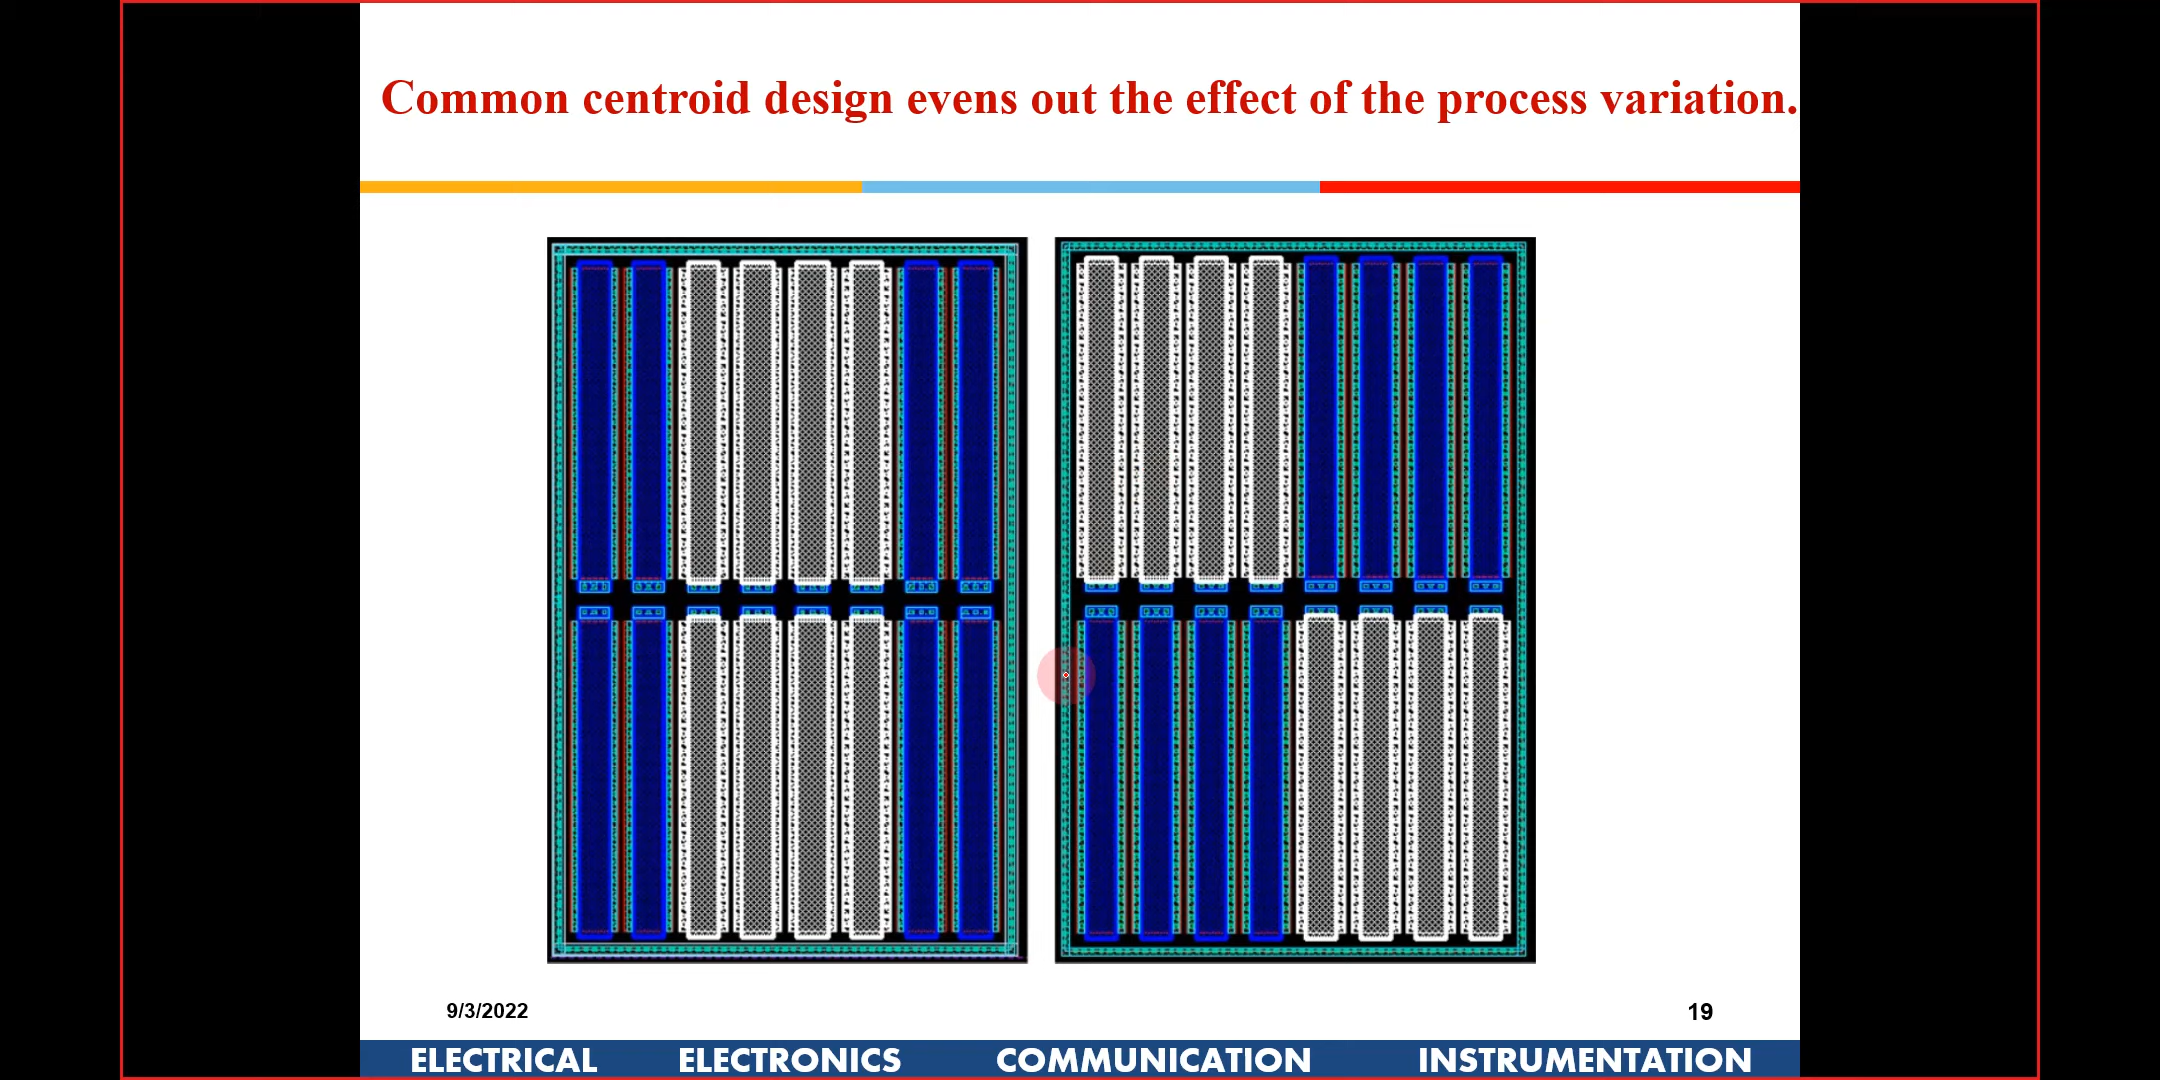 Common centroid design evens out the effect of the process variation.
9/3/2022
19
ELECTRICAL ELECTRONICS COMMUNICATION INSTRUMENTATION